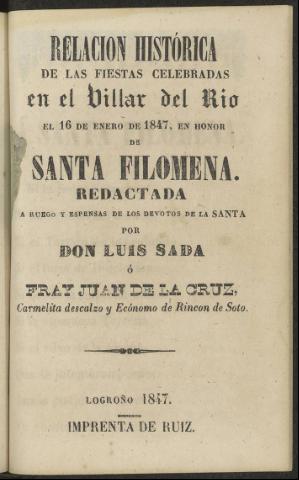 RELACION HISTÓRICA
DE LAS FIESTAS CELEBRADAS
en el Villar del Rio
EL 16 DE ENERO DE 1847, EN HONOR
DE
SANTA FILOMENA.
REDACTADA
A RUEGO Y ESPENSAS DE LOS DEVOTOS DE LA SANTA
POR
DON LUIS SADA
ó
FRAY JUAN DE LA CRUZ,
Carmelita descalzo y Ecónomo de Rincon de Soto.
LOGROÑO 1847.
IMPRENTA DE RUIZ.